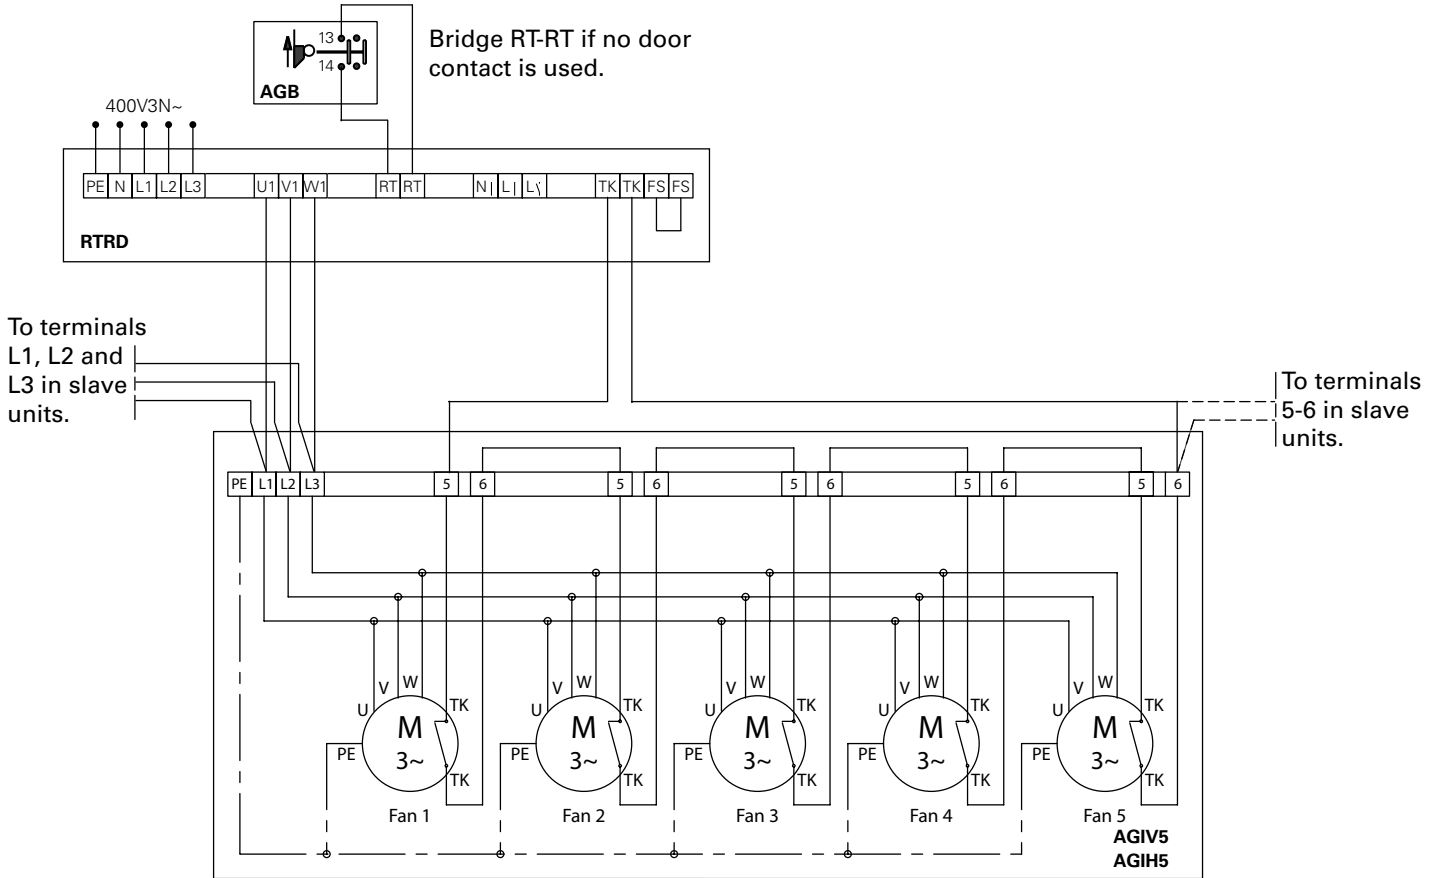 13
14
AGB
Bridge RT-RT if no door
contact is used.
400V3N~
PE N L1 L2 L3 U1 V1 W1 RT RT N L L TK TK FS FS
RTRD
To terminals
L1, L2 and
L3 in slave
units.
To terminals
5-6 in slave
units.
PE L1 L2 L3 5 6 5 6 5 6 5 6 5 6
U V W TK U V W TK U V W TK U V W TK U V W TK
PE M PE M PE M PE M PE M
3~ 3~ 3~ 3~ 3~
TK TK TK TK TK
Fan 1 Fan 2 Fan 3 Fan 4 Fan 5
AGIV5
AGIH5